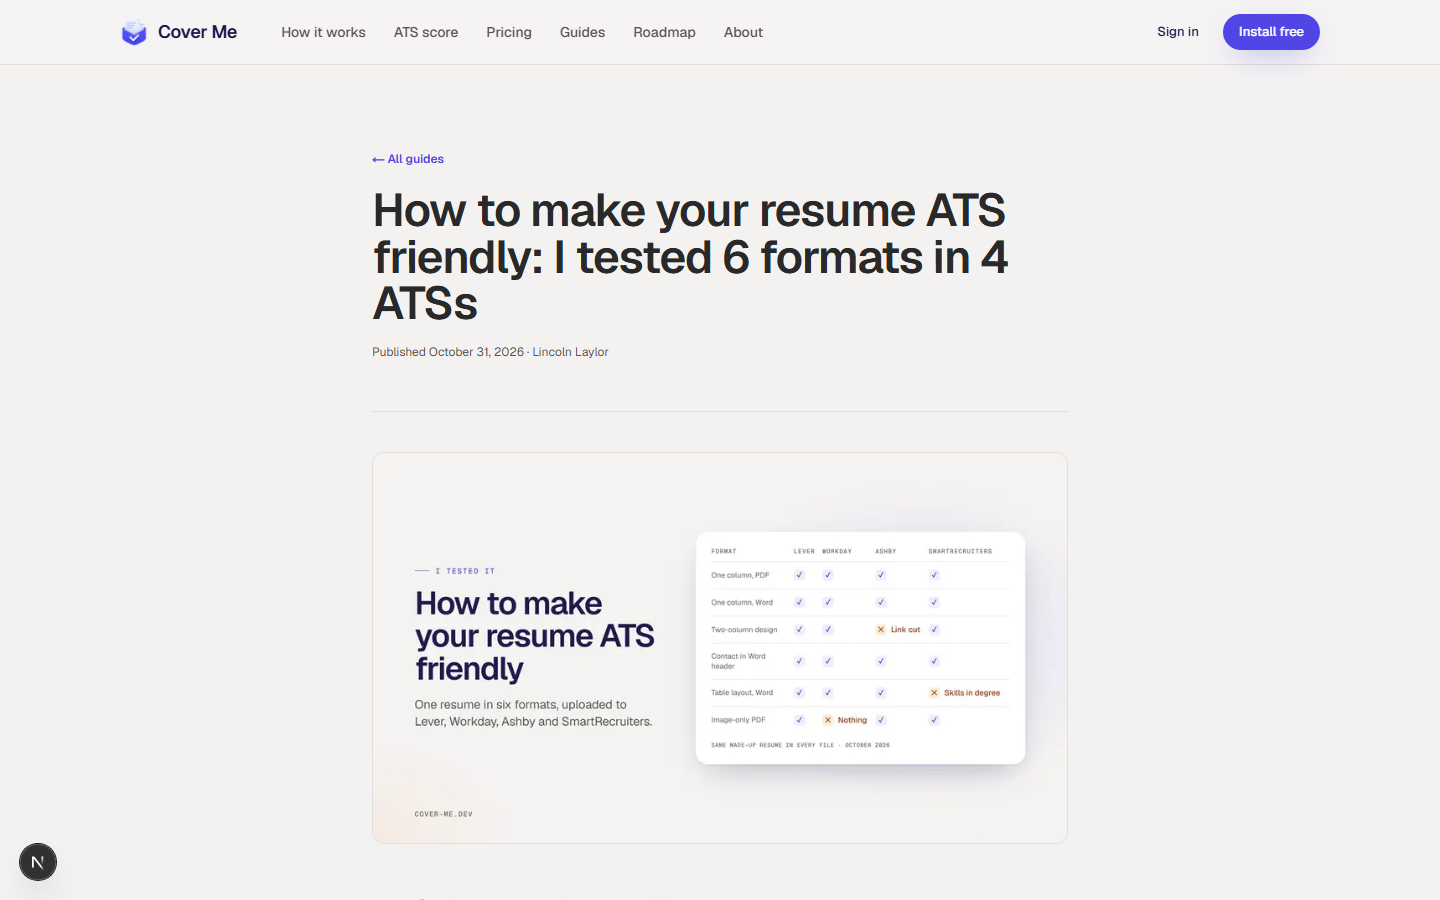 Cover Me
How it works
ATS score
Pricing
Guides
Roadmap
About
Sign in
Install free
← All guides
How to make your resume ATS
friendly: I tested 6 formats in 4
ATSs
Published October 31, 2026 · Lincoln Laylor
I TESTED IT
How to make
your resume ATS
friendly
One resume in six formats, uploaded to
Lever, Workday, Ashby and SmartRecruiters.
COVER-ME.DEV
FORMAT LEVER WORKDAY ASHBY SMARTRECRUITERS
One column, PDF ✓ ✓ ✓ ✓
One column, Word ✓ ✓ ✓ ✓
Two-column design ✓ ✓ ✕ Link cut ✓
Contact in Word
header ✓ ✓ ✓ ✓
Table layout, Word ✓ ✓ ✓ ✕ Skills in degree
Image-only PDF ✓ ✕ Nothing ✓ ✓
SAME MADE-UP RESUME IN EVERY FILE · OCTOBER 2026
N